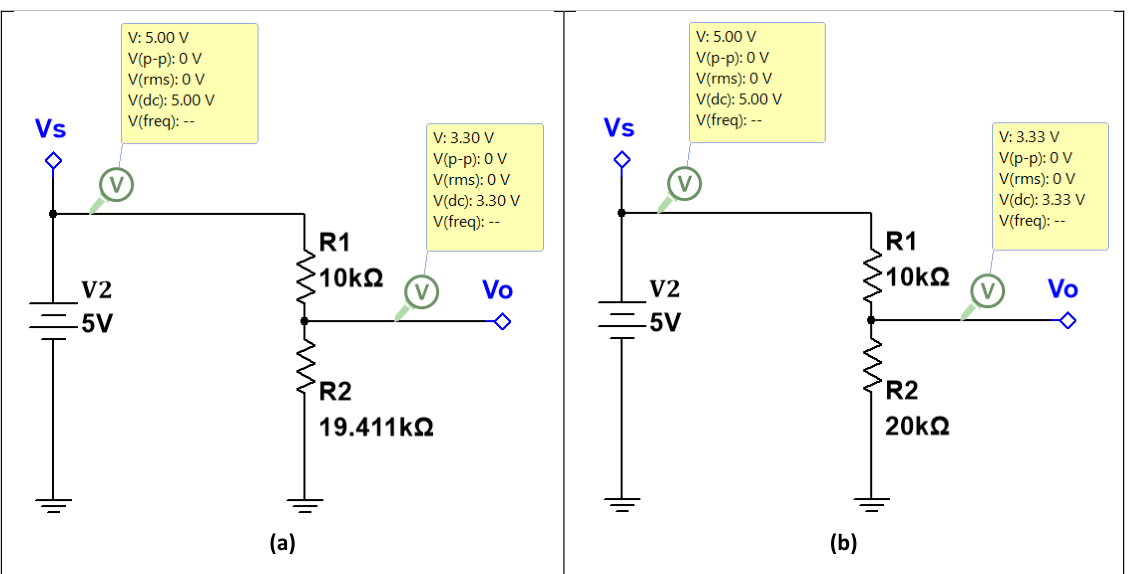 V: 5.00 V
V(p-p): 0 V
V(rms): 0 V
V(dc): 5.00 V
V(freq): --
Vs
V: 3.30 V
V(p-p): 0 V
V(rms): 0 V
V(dc): 3.30 V
V(freq): --
V
R1
10kΩ
V
Vo
V2
5V
R2
19.411kΩ
(a)
V: 5.00 V
V(p-p): 0 V
V(rms): 0 V
V(dc): 5.00 V
V(freq): --
Vs
V: 3.33 V
V(p-p): 0 V
V(rms): 0 V
V(dc): 3.33 V
V(freq): --
V
R1
10kΩ
V
Vo
V2
5V
R2
20kΩ
(b)